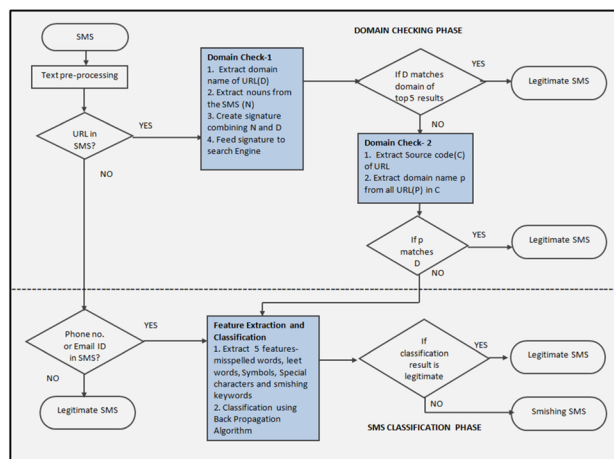 SMS
DOMAIN CHECKING PHASE
Text pre-processing
URL in
SMS?
YES
NO
Domain Check-1
1. Extract domain
name of URL(D)
2. Extract nouns from
the SMS (N)
3. Create signature
combining N and D
4. Feed signature to
search Engine
If D matches
domain of
top 5 results
YES
Legitimate SMS
NO
Domain Check- 2
1. Extract Source code(C)
of URL
2. Extract domain name p
from all URL(P) in C
If p
matches
D
YES
Legitimate SMS
NO
Phone no.
or Email ID
in SMS?
YES
NO
Legitimate SMS
Feature Extraction and
Classification
1. Extract 5 features-
misspelled words, leet
words, Symbols, Special
characters and smishing
keywords
2. Classification using
Back Propagation
Algorithm
If
classification
result is
legitimate
YES
Legitimate SMS
NO
Smishing SMS
SMS CLASSIFICATION PHASE